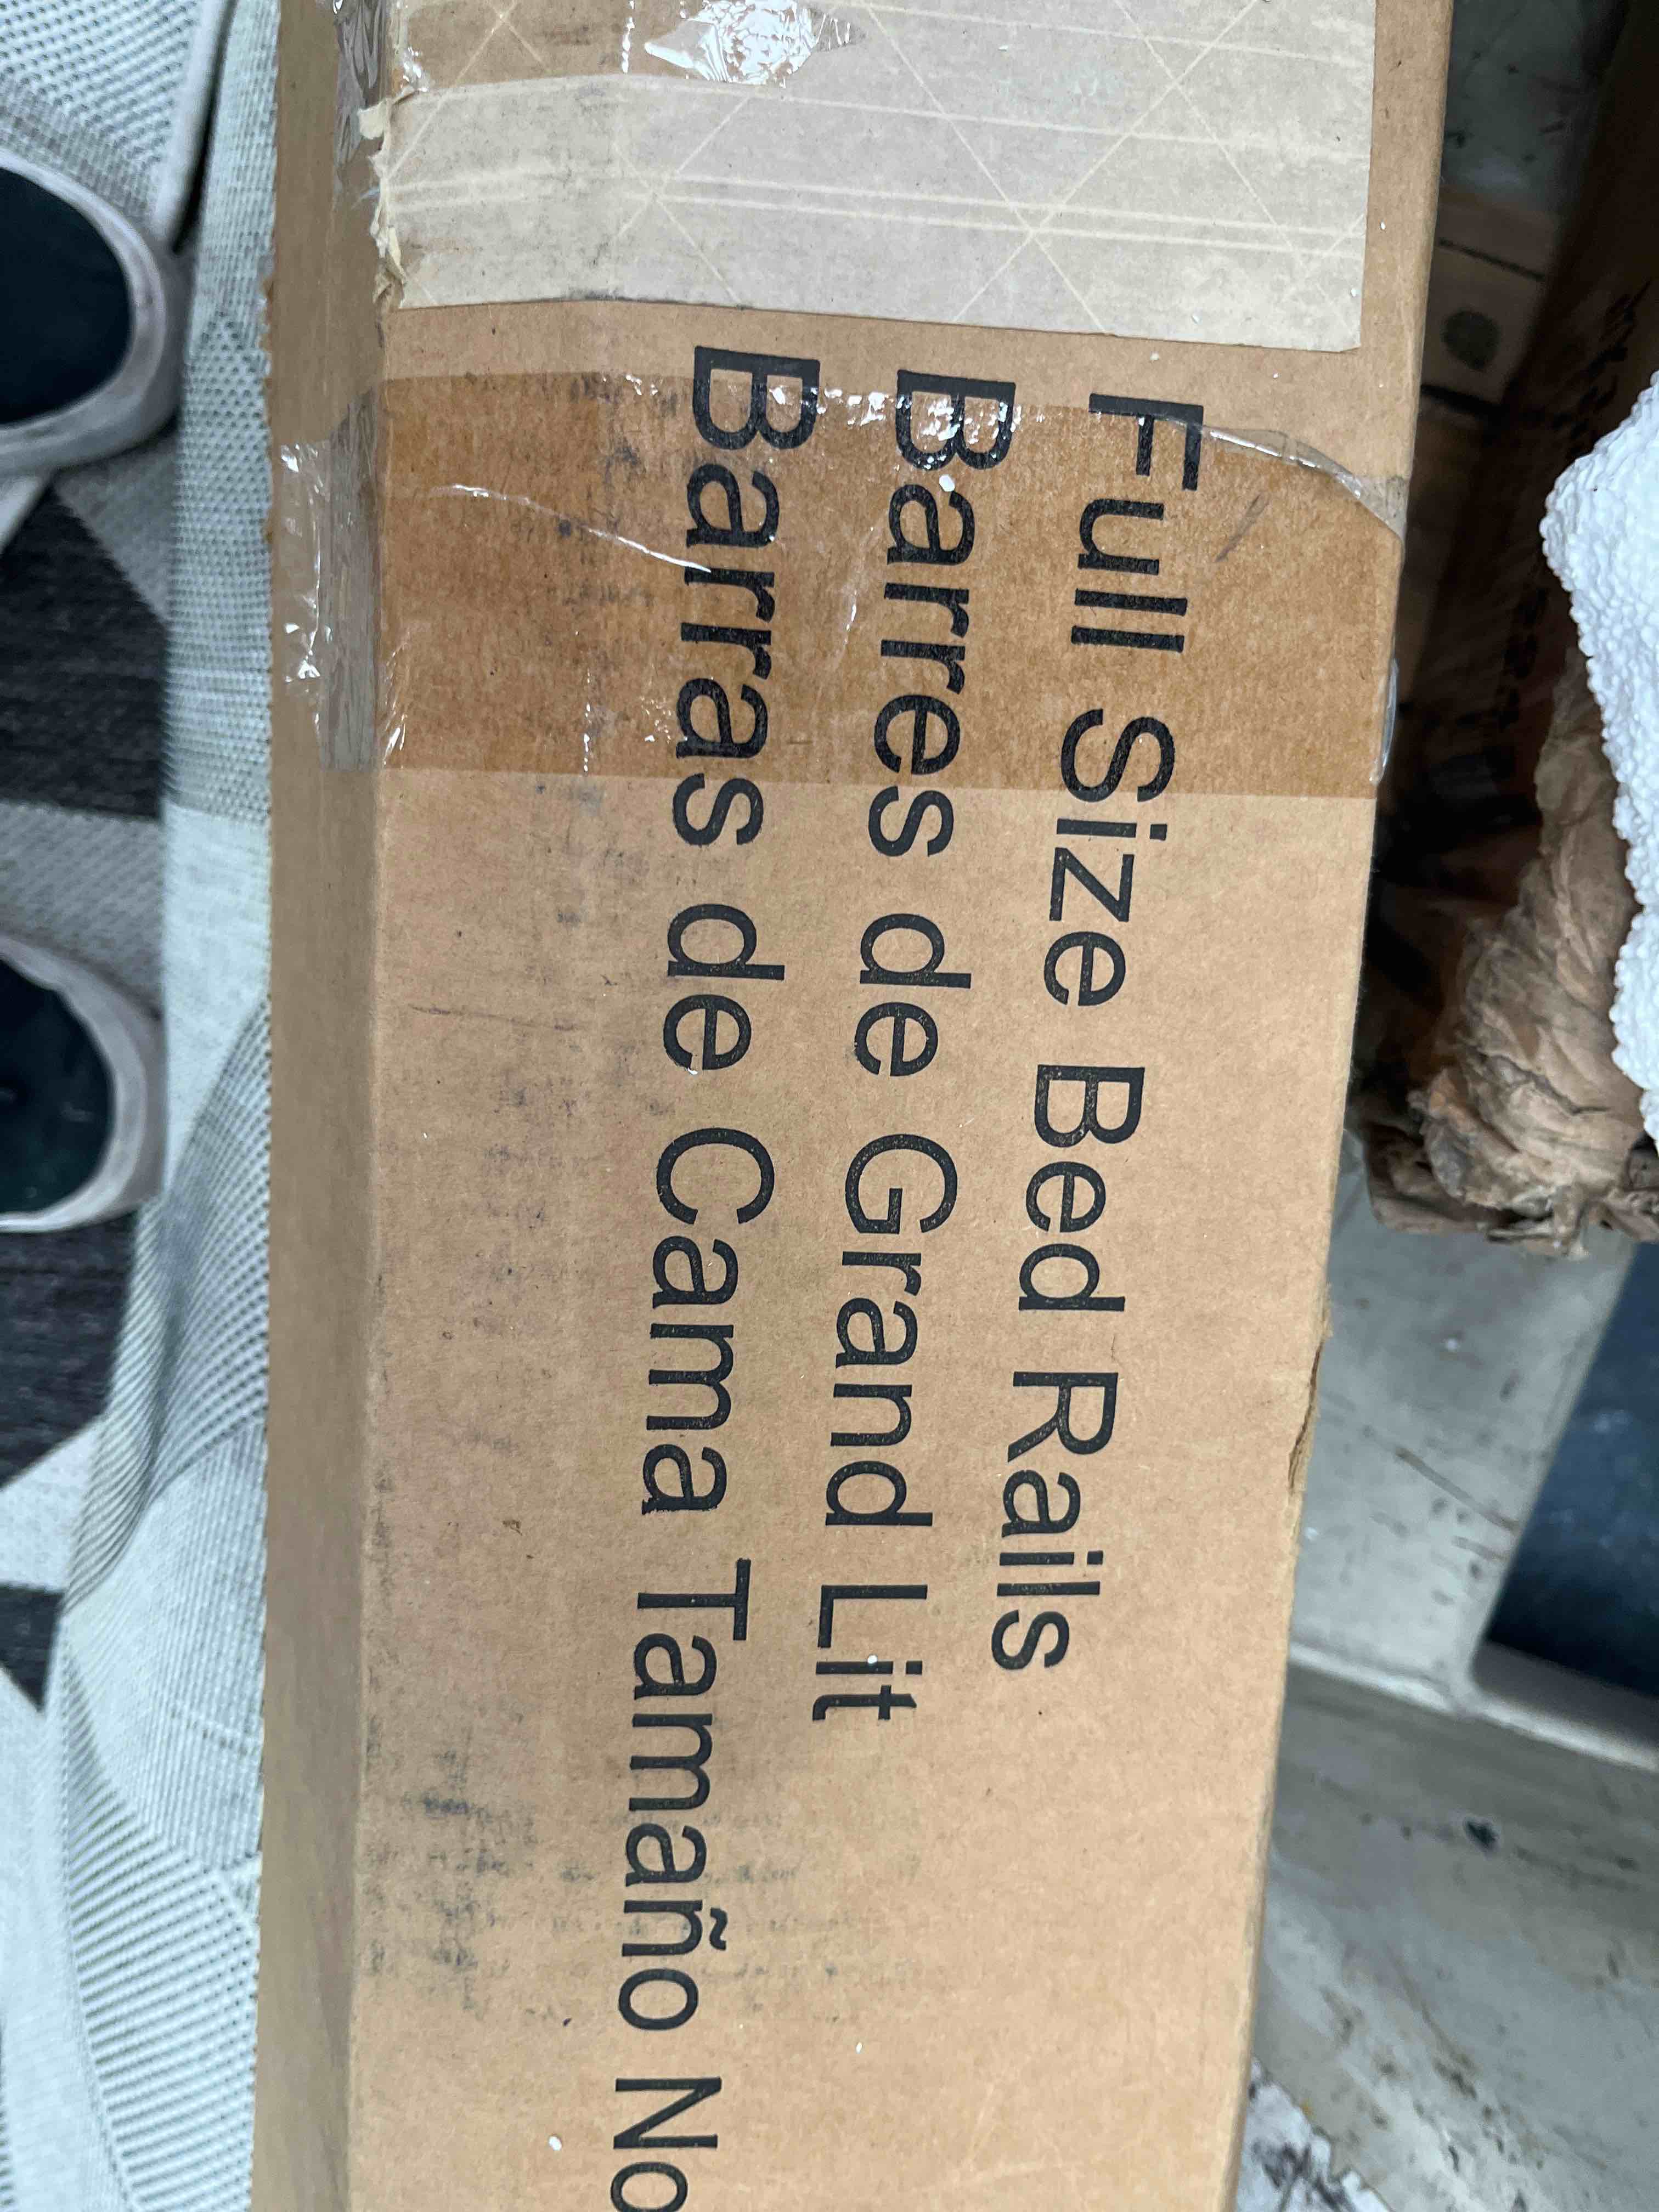 Full Size Bed Rails
Barres de Grand Lit
Barras de Cama Tamaño